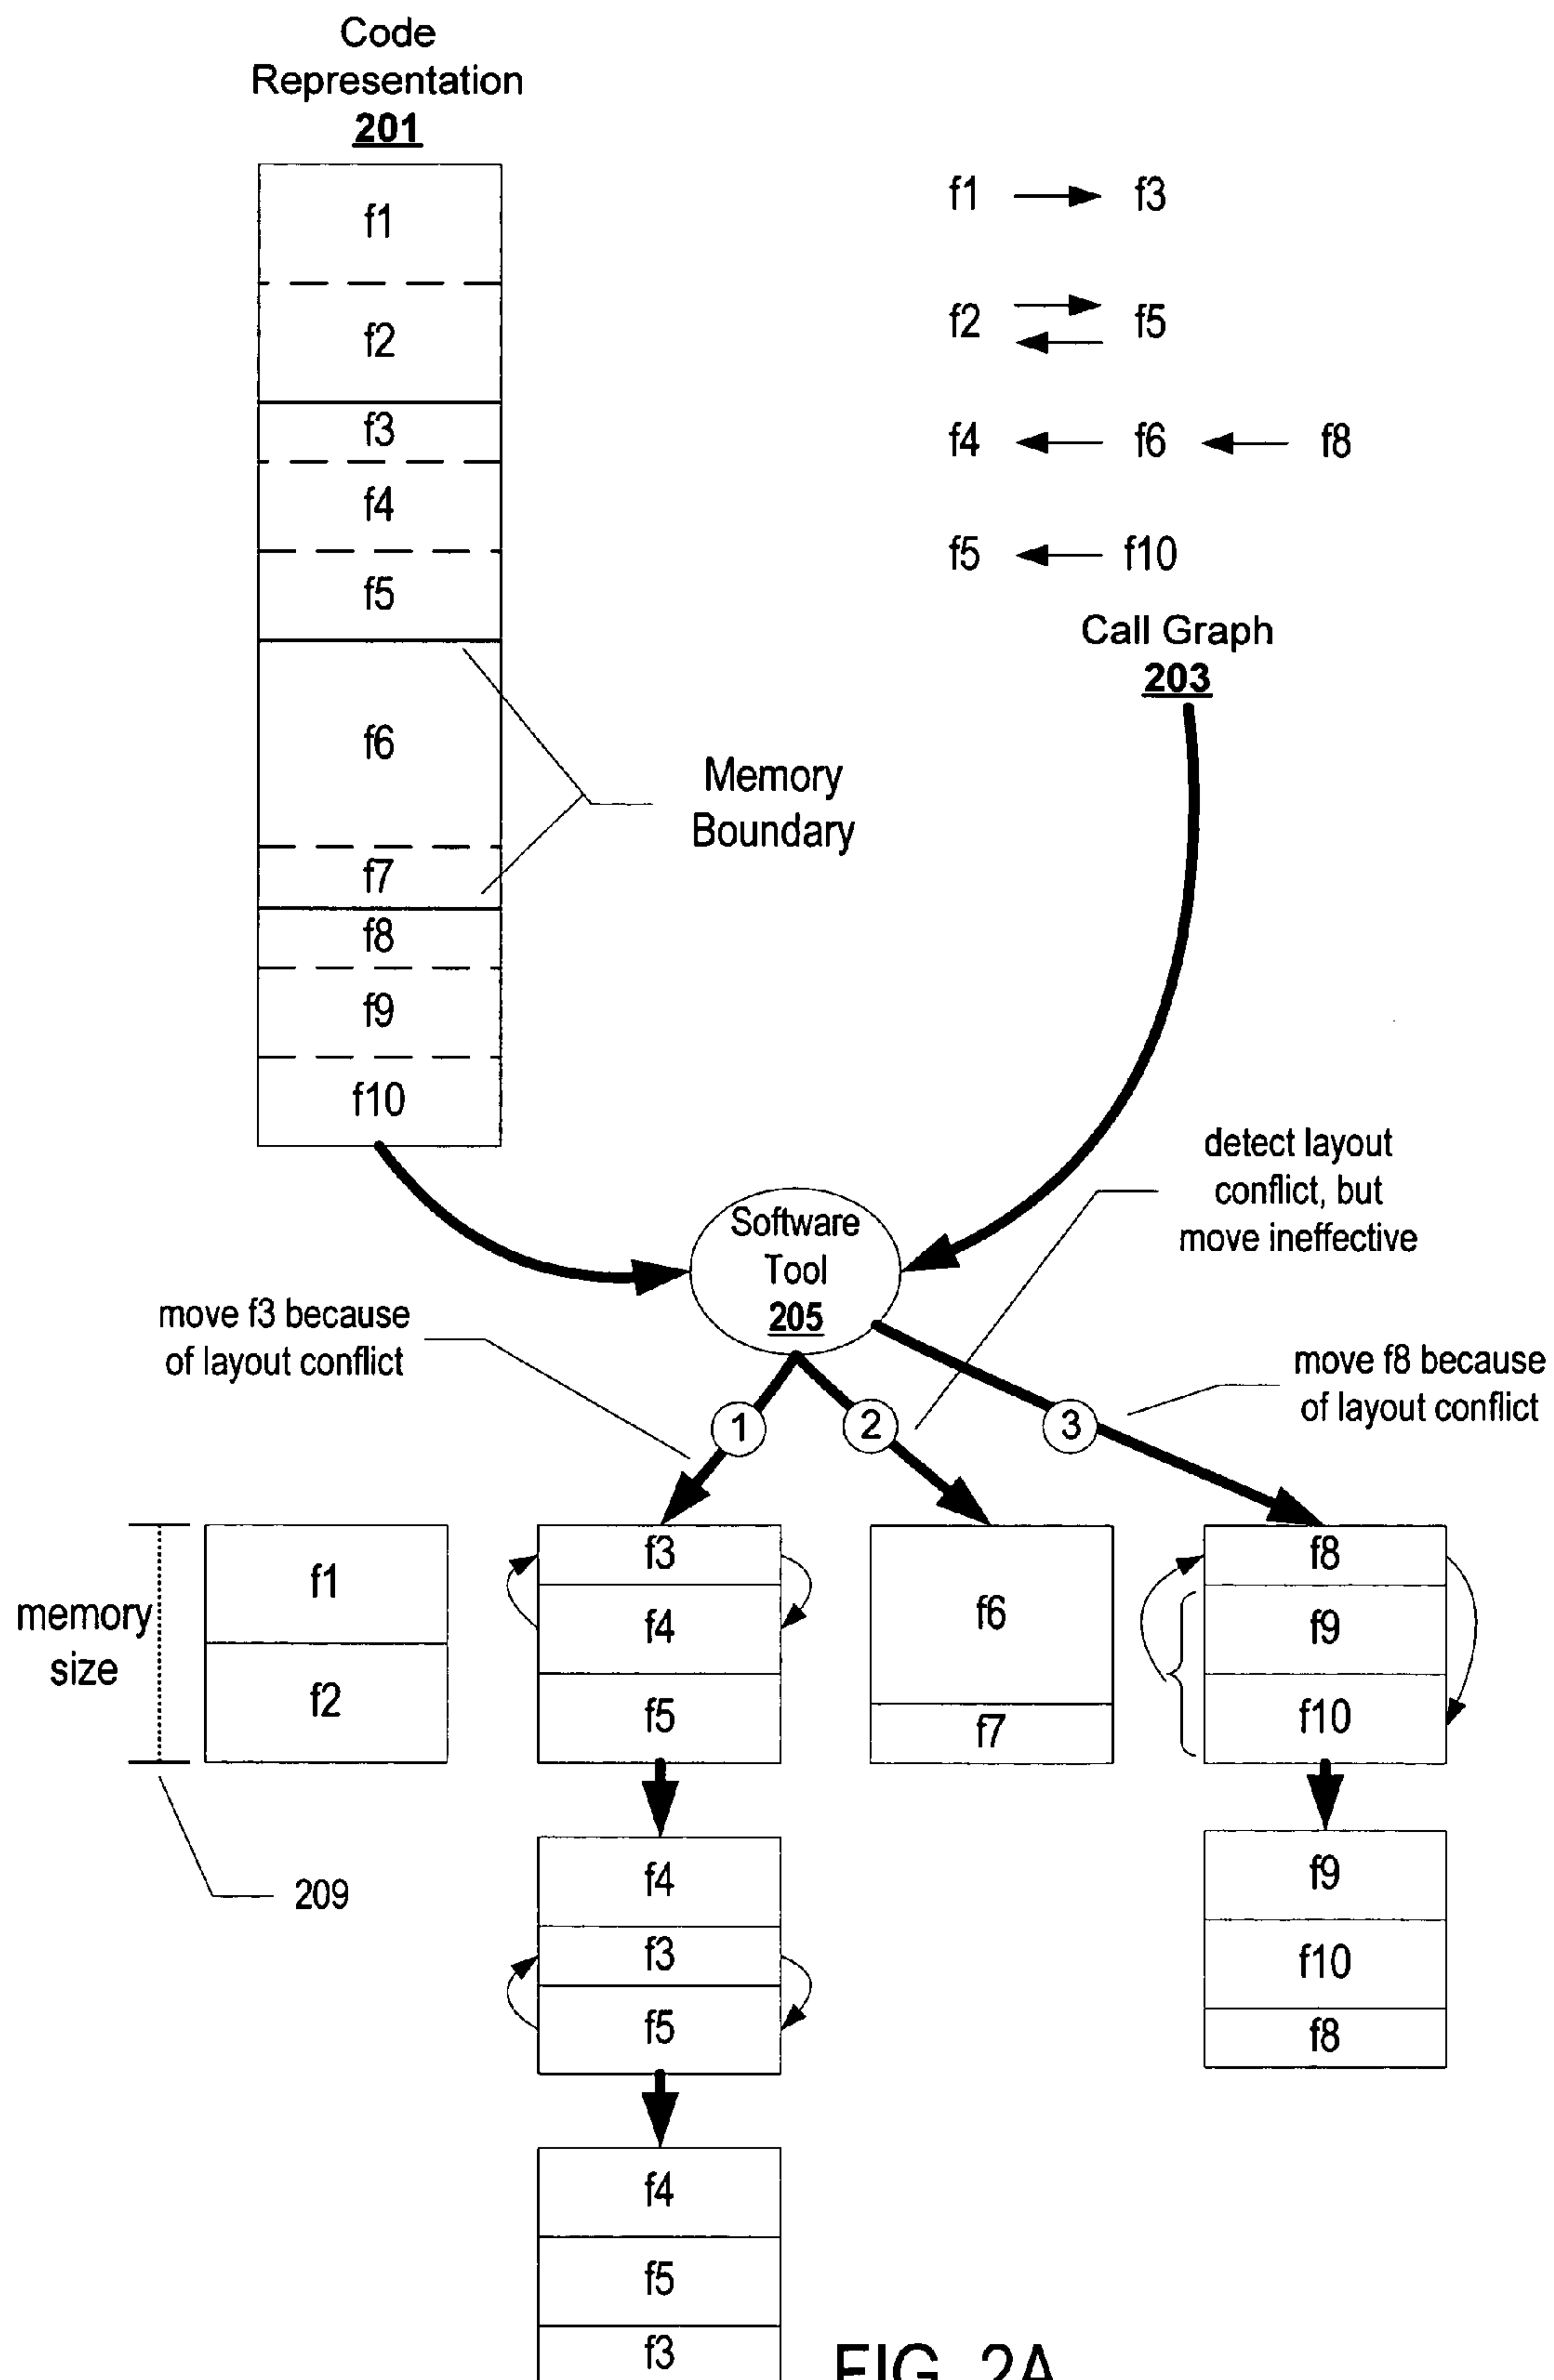 Code
Representation
201
f1
f2
f3
f4
f5
f6
f7
f8
f9
f10
f1 f3
f2 f5
f4 f6 f8
f5 f10
Call Graph
203
Memory
Boundary
Software
Tool
205
detect layout
conflict, but
move ineffective
move f3 because
of layout conflict
move f8 because
of layout conflict
1
2
3
memory
size
209
f1
f2
f3
f4
f5
f4
f3
f5
f4
f5
f3
f6
f7
f8
f9
f10
f9
f10
f8
FIG. 2A